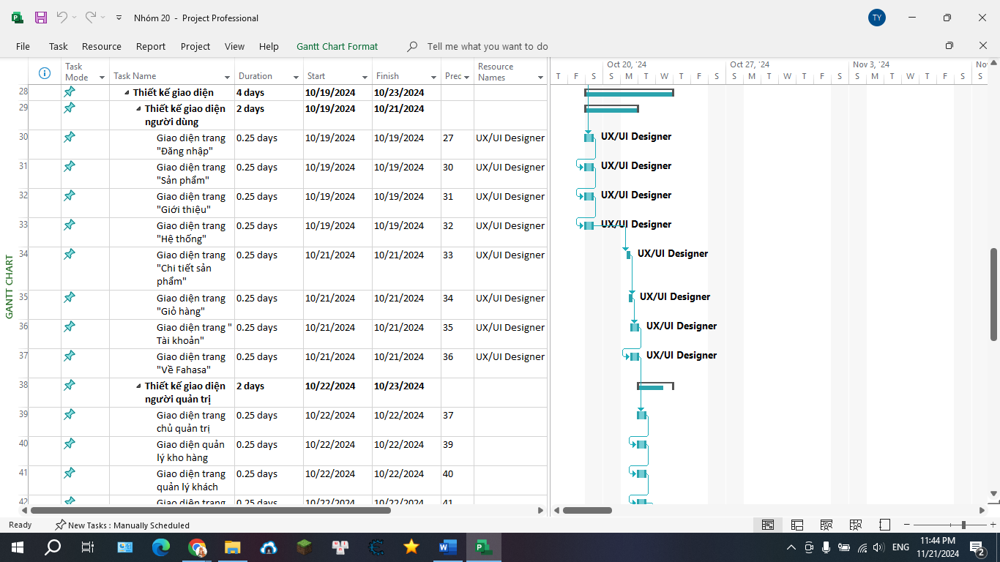 Nhóm 20 - Project Professional
TY
File Task Resource Report Project View Help Gantt Chart Format Tell me what you want to do
Task Mode Task Name Duration Start Finish Prec Resource Names
Oct 20, '24 Oct 27, '24 Nov 3, '24
T F S S M T W T F S S M T W T F S S M T W T F S S M
GANTT CHART
28 Thiết kế giao diện 4 days 10/19/2024 10/23/2024
29 Thiết kế giao diện 2 days 10/19/2024 10/21/2024
người dùng
30 Giao diện trang 0.25 days 10/19/2024 10/19/2024 27 UX/UI Designer UX/UI Designer
"Đăng nhập"
31 Giao diện trang 0.25 days 10/19/2024 10/19/2024 30 UX/UI Designer UX/UI Designer
"Sản phẩm"
32 Giao diện trang 0.25 days 10/19/2024 10/19/2024 31 UX/UI Designer UX/UI Designer
"Giới thiệu"
33 Giao diện trang 0.25 days 10/19/2024 10/19/2024 32 UX/UI Designer UX/UI Designer
"Hệ thống"
34 Giao diện trang 0.25 days 10/21/2024 10/21/2024 33 UX/UI Designer UX/UI Designer
"Chi tiết sản
phẩm"
35 Giao diện trang 0.25 days 10/21/2024 10/21/2024 34 UX/UI Designer UX/UI Designer
"Giỏ hàng"
36 Giao diện trang " 0.25 days 10/21/2024 10/21/2024 35 UX/UI Designer UX/UI Designer
Tài khoản"
37 Giao diện trang 0.25 days 10/21/2024 10/21/2024 36 UX/UI Designer UX/UI Designer
"Về Fahasa"
38 Thiết kế giao diện 2 days 10/22/2024 10/23/2024
người quản trị
39 Giao diện trang 0.25 days 10/22/2024 10/22/2024 37
chủ quản trị
40 Giao diện quản 0.25 days 10/22/2024 10/22/2024 39
lý kho hàng
41 Giao diện trang 0.25 days 10/22/2024 10/22/2024 40
quản lý khách
42 Giao diện trang 0.25 days 10/22/2024 10/22/2024 41
Ready New Tasks : Manually Scheduled
ENG 11:44 PM
11/21/2024 2